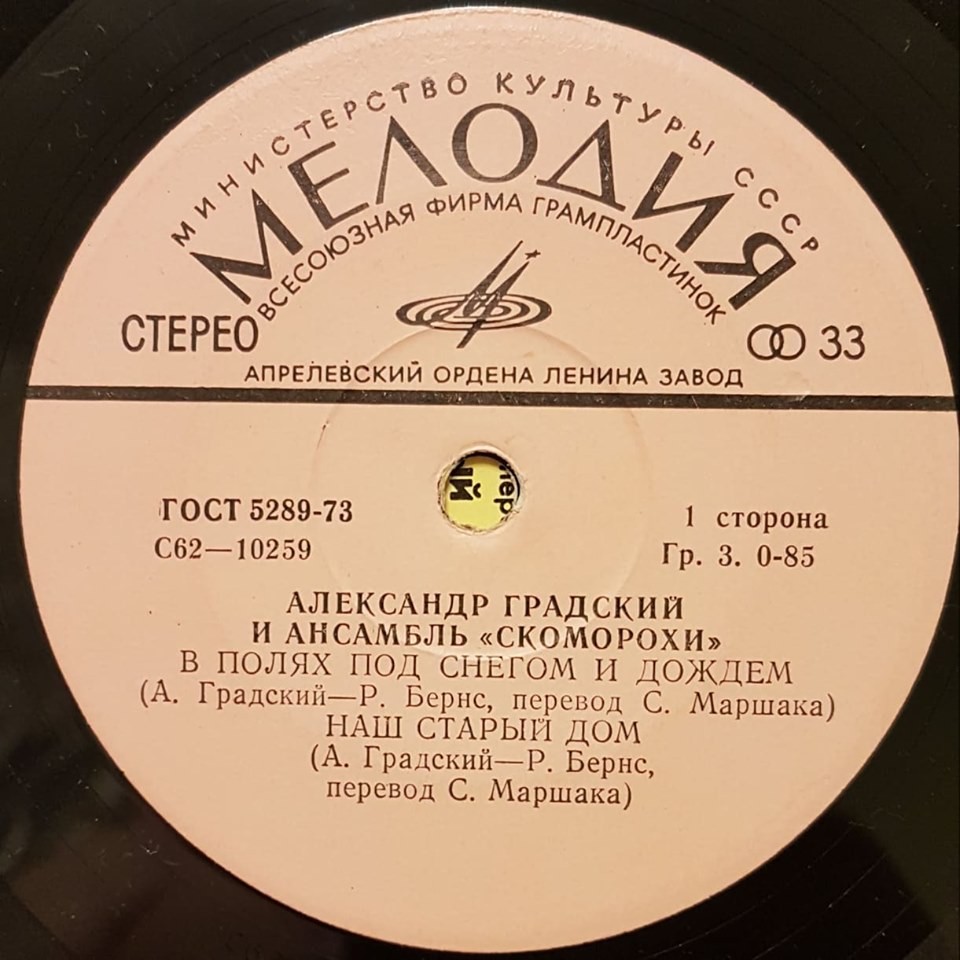 МИНИСТЕРСТВО КУЛЬТУРЫ СССР
МЕЛОДИЯ
ВСЕСОЮЗНАЯ ФИРМА ГРАМПЛАСТИНОК
СТЕРЕО
33
АПРЕЛЕВСКИЙ ОРДЕНА ЛЕНИНА ЗАВОД
ГОСТ 5289-73
1 сторона
С62—10259
Гр. 3. 0-85
АЛЕКСАНДР ГРАДСКИЙ
И АНСАМБЛЬ «СКОМОРОХИ»
В ПОЛЯХ ПОД СНЕГОМ И ДОЖДЕМ
(А. Градский—Р. Бернс, перевод С. Маршака)
НАШ СТАРЫЙ ДОМ
(А. Градский—Р. Бернс,
перевод С. Маршака)